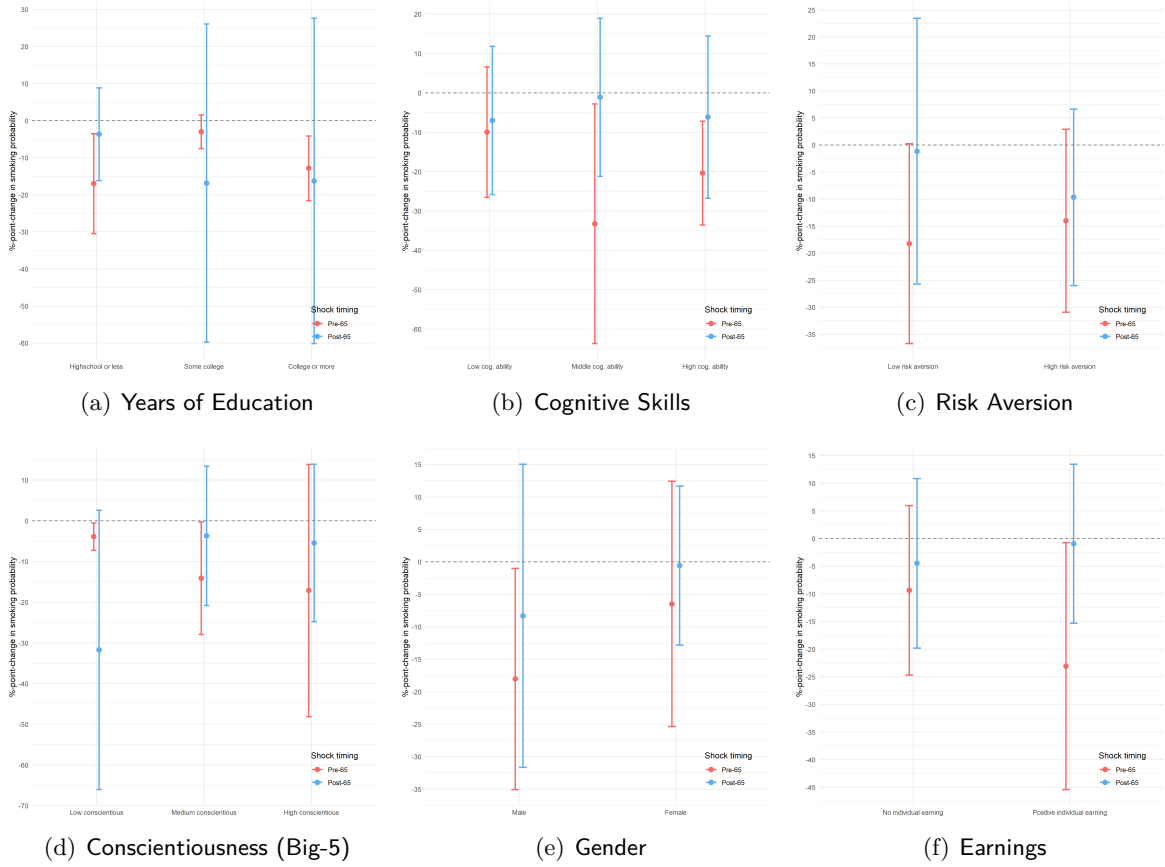 %-point-change in smoking probability
30
20
10
0
-10
-20
-30
-40
-50
-60
Shock timing
Pre-65
Post-65
Highschool or less Some college College or more
(a) Years of Education
%-point-change in smoking probability
20
10
0
-10
-20
-30
-40
-50
-60
Shock timing
Pre-65
Post-65
Low cog. ability Middle cog. ability High cog. ability
(b) Cognitive Skills
%-point-change in smoking probability
25
20
15
10
5
0
-5
-10
-15
-20
-25
-30
-35
Shock timing
Pre-65
Post-65
Low risk aversion High risk aversion
(c) Risk Aversion
%-point-change in smoking probability
10
0
-10
-20
-30
-40
-50
-60
-70
Shock timing
Pre-65
Post-65
Low conscientious Medium conscientious High conscientious
(d) Conscientiousness (Big-5)
%-point-change in smoking probability
15
10
5
0
-5
-10
-15
-20
-25
-30
-35
Shock timing
Pre-65
Post-65
Male Female
(e) Gender
%-point-change in smoking probability
15
10
5
0
-5
-10
-15
-20
-25
-30
-35
-40
-45
Shock timing
Pre-65
Post-65
No individual earning Positive individual earning
(f) Earnings